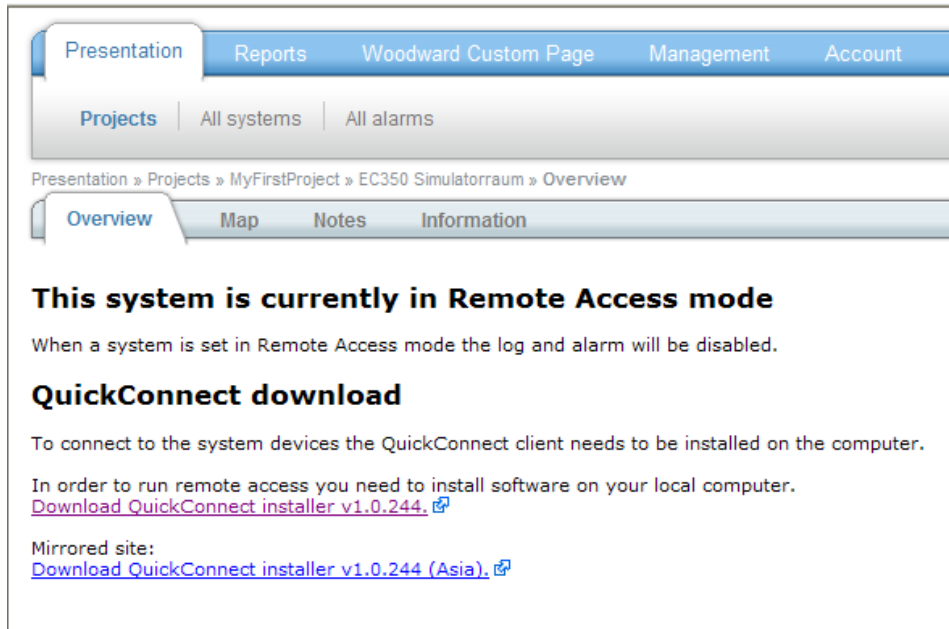 Presentation Reports Woodward Custom Page Management Account
Projects All systems All alarms
Presentation » Projects » MyFirstProject » EC350 Simulatorraum » Overview
Overview Map Notes Information
This system is currently in Remote Access mode
When a system is set in Remote Access mode the log and alarm will be disabled.
QuickConnect download
To connect to the system devices the QuickConnect client needs to be installed on the computer.
In order to run remote access you need to install software on your local computer.
Download QuickConnect installer v1.0.244.
Mirrored site:
Download QuickConnect installer v1.0.244 (Asia).